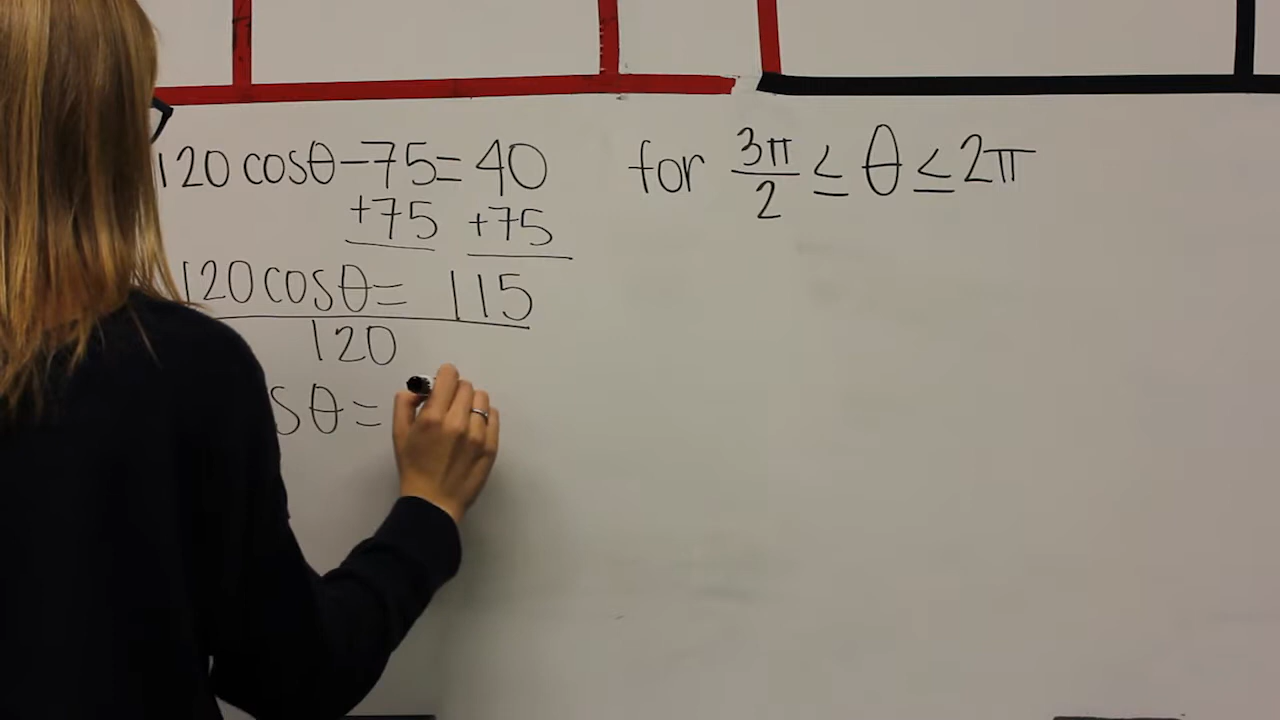 120 cosθ − 75 = 40 for 3π/2 ≤ θ ≤ 2π
+75 +75
120 cosθ = 115
120
sθ =